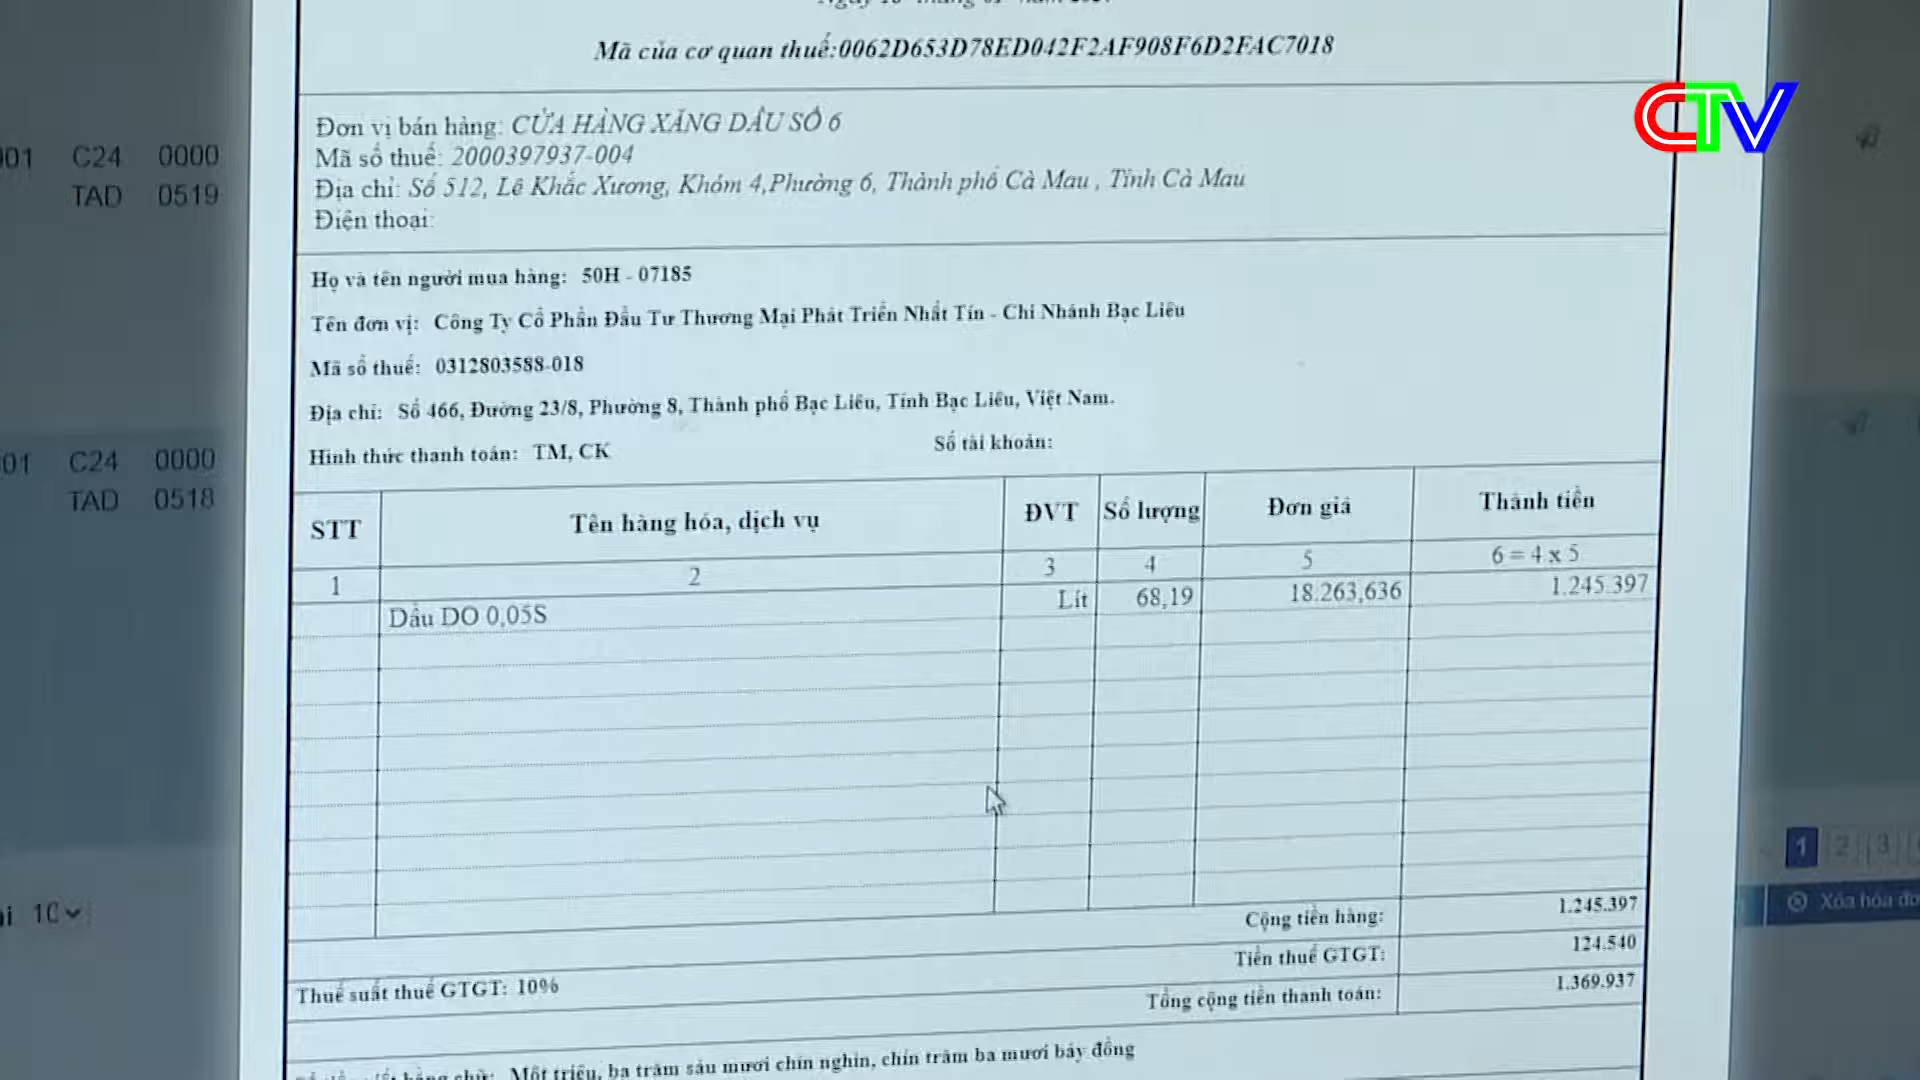 Mã của cơ quan thuế:0062D653D78ED042F2AF908F6D2FAC7018
CTV
Đơn vị bán hàng: CỬA HÀNG XĂNG DẦU SỐ 6
Mã số thuế: 2000397937-004
Địa chỉ: Số 512, Lê Khắc Xương, Khóm 4,Phường 6, Thành phố Cà Mau , Tỉnh Cà Mau
Điện thoại:
C24 0000
TAD 0519
Họ và tên người mua hàng: 50H - 07185
Tên đơn vị: Công Ty Cổ Phần Đầu Tư Thương Mại Phát Triển Nhất Tín - Chi Nhánh Bạc Liêu
Mã số thuế: 0312803588-018
Địa chỉ: Số 466, Đường 23/8, Phường 8, Thành phố Bạc Liêu, Tỉnh Bạc Liêu, Việt Nam.
Hình thức thanh toán: TM, CK Số tài khoản:
01 C24 0000
TAD 0518
STT Tên hàng hóa, dịch vụ ĐVT Số lượng Đơn giá Thành tiền
1 2 3 4 5 6 = 4 x 5
Dầu DO 0,05S Lít 68,19 18.263,636 1.245.397
1 2 3
Xóa hóa
10
Cộng tiền hàng: 1.245.397
Tiền thuế GTGT: 124.540
Thuế suất thuế GTGT: 10%
Tổng cộng tiền thanh toán: 1.369.937
bằng chữ: Một triệu, ba trăm sáu mươi chín nghìn, chín trăm ba mươi bảy đồng